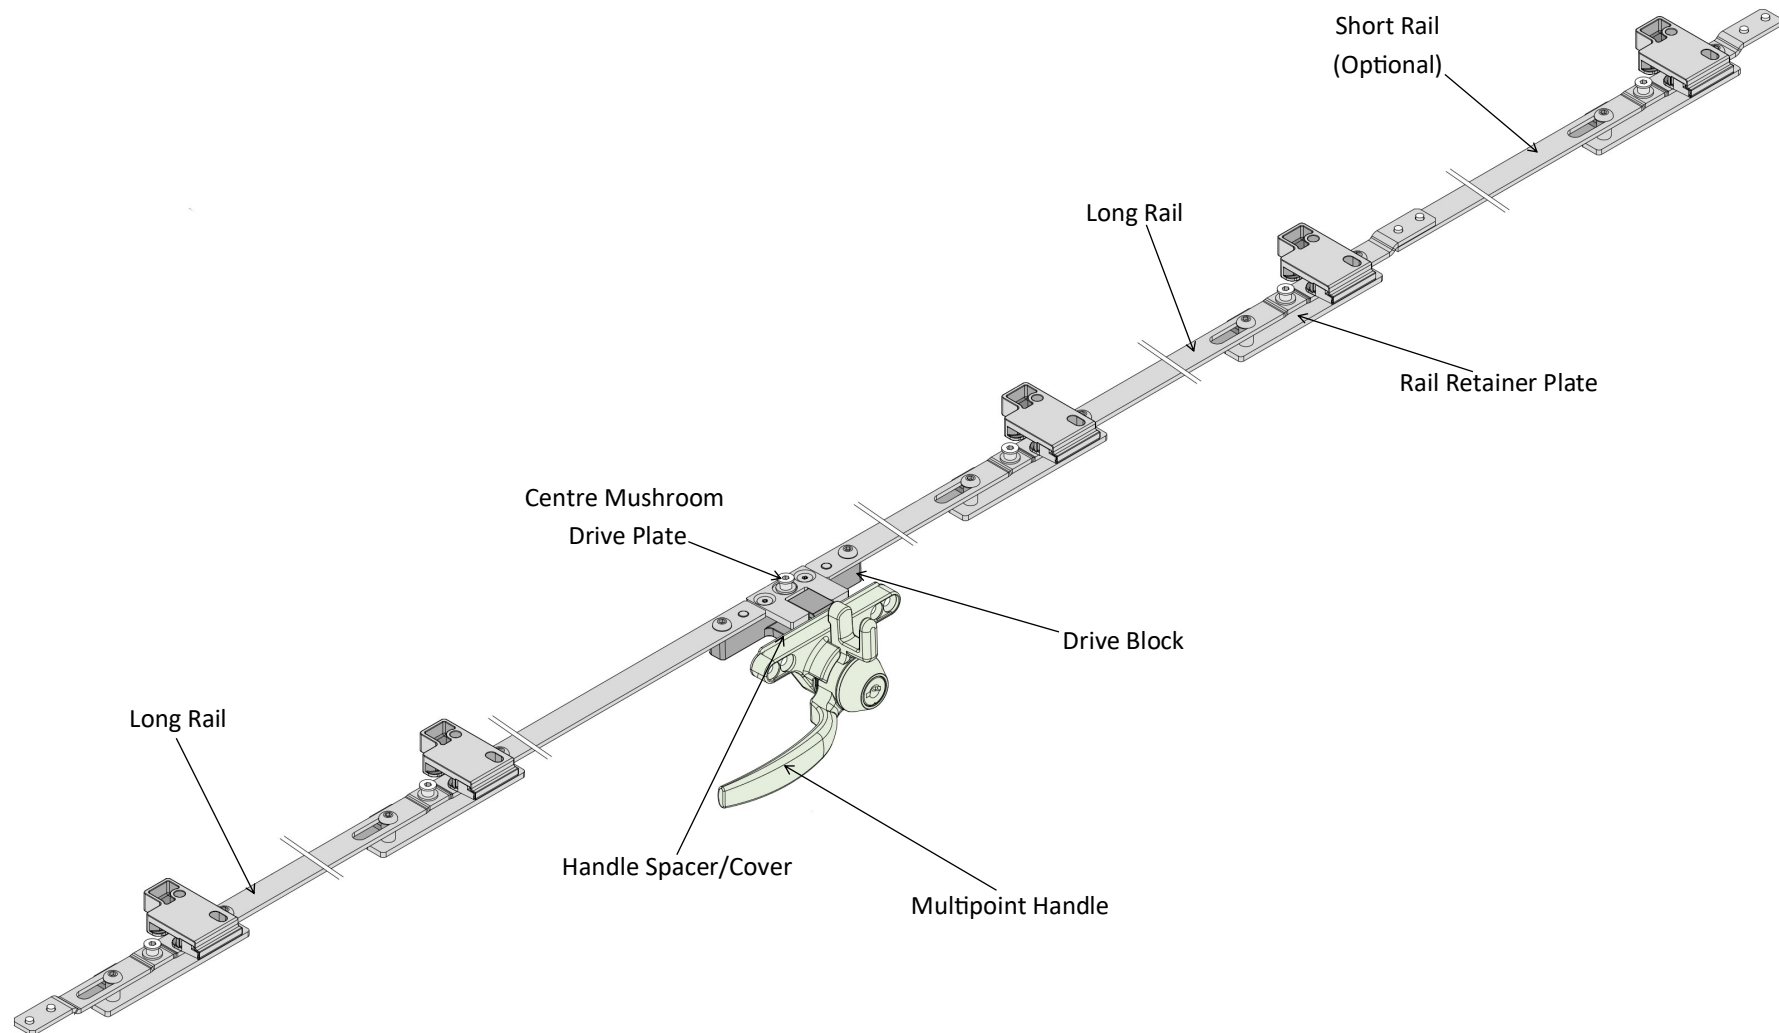 Short Rail
(Optional)
Long Rail
Rail Retainer Plate
Centre Mushroom
Drive Plate
Drive Block
Long Rail
Handle Spacer/Cover
Multipoint Handle